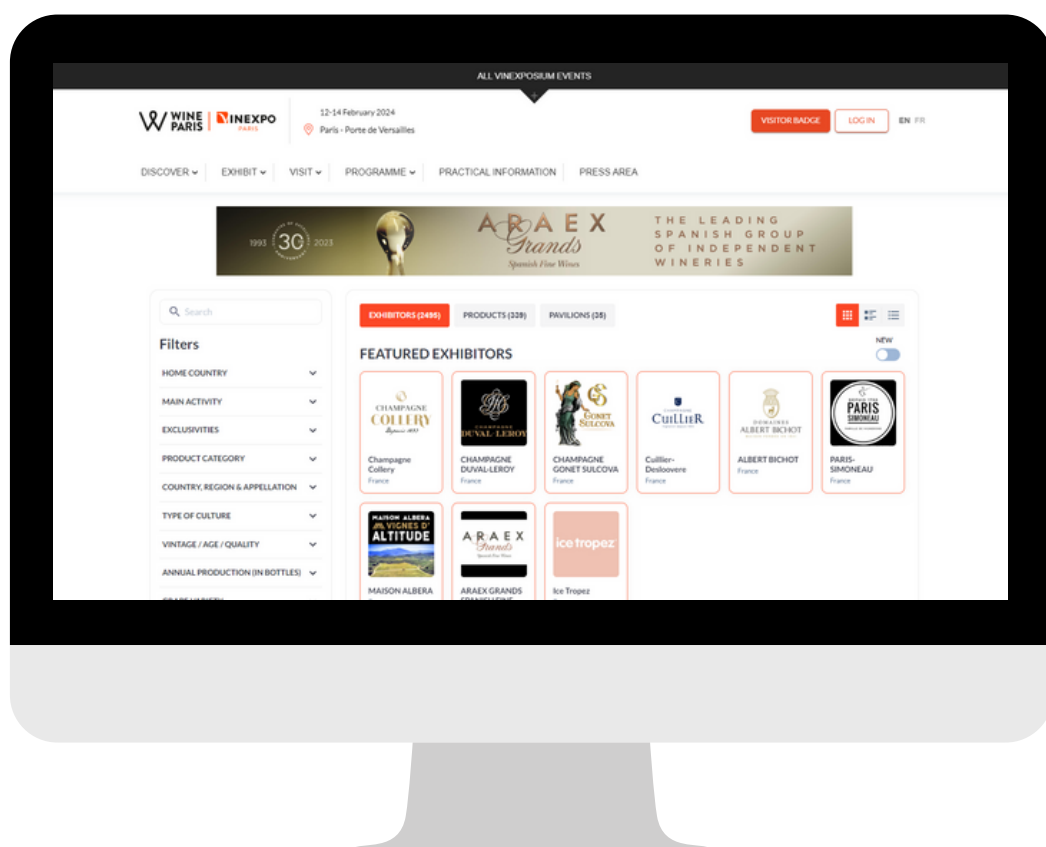 ALL VINEXPOSIUM EVENTS
WINE PARIS
VINEXPO PARIS
12-14 February 2024
Paris - Porte de Versailles
VISITOR BADGE
LOG IN
EN FR
DISCOVER
EXHIBIT
VISIT
PROGRAMME
PRACTICAL INFORMATION
PRESS AREA
1993 30 2023
ARAEX
Grands
Spanish Fine Wines
THE LEADING
SPANISH GROUP
OF INDEPENDENT
WINERIES
Search
Filters
HOME COUNTRY
MAIN ACTIVITY
EXCLUSIVITIES
PRODUCT CATEGORY
COUNTRY, REGION & APPELLATION
TYPE OF CULTURE
VINTAGE / AGE / QUALITY
ANNUAL PRODUCTION (IN BOTTLES)
EXHIBITORS (2495)
PRODUCTS (329)
PAVILIONS (35)
NEW
FEATURED EXHIBITORS
CHAMPAGNE
COLLERY
Depuis 1893
Champagne
Collery
France
CHAMPAGNE
DUVAL-LEROY
CHAMPAGNE
DUVAL-LEROY
France
GONET
SULCOVA
CHAMPAGNE
GONET SULCOVA
France
CUILLIER
Cuillier-
Desloovere
France
DOMAINES
ALBERT BICHOT
ALBERT BICHOT
France
PARIS
SIMONEAU
PARIS-
SIMONEAU
France
MAISON ALBERA
VIGNES D'
ALTITUDE
MAISON ALBERA
ARAEX
Grands
Spanish Fine Wines
ARAEX GRANDS
SPANISH FINE
ice tropez
Ice Tropez